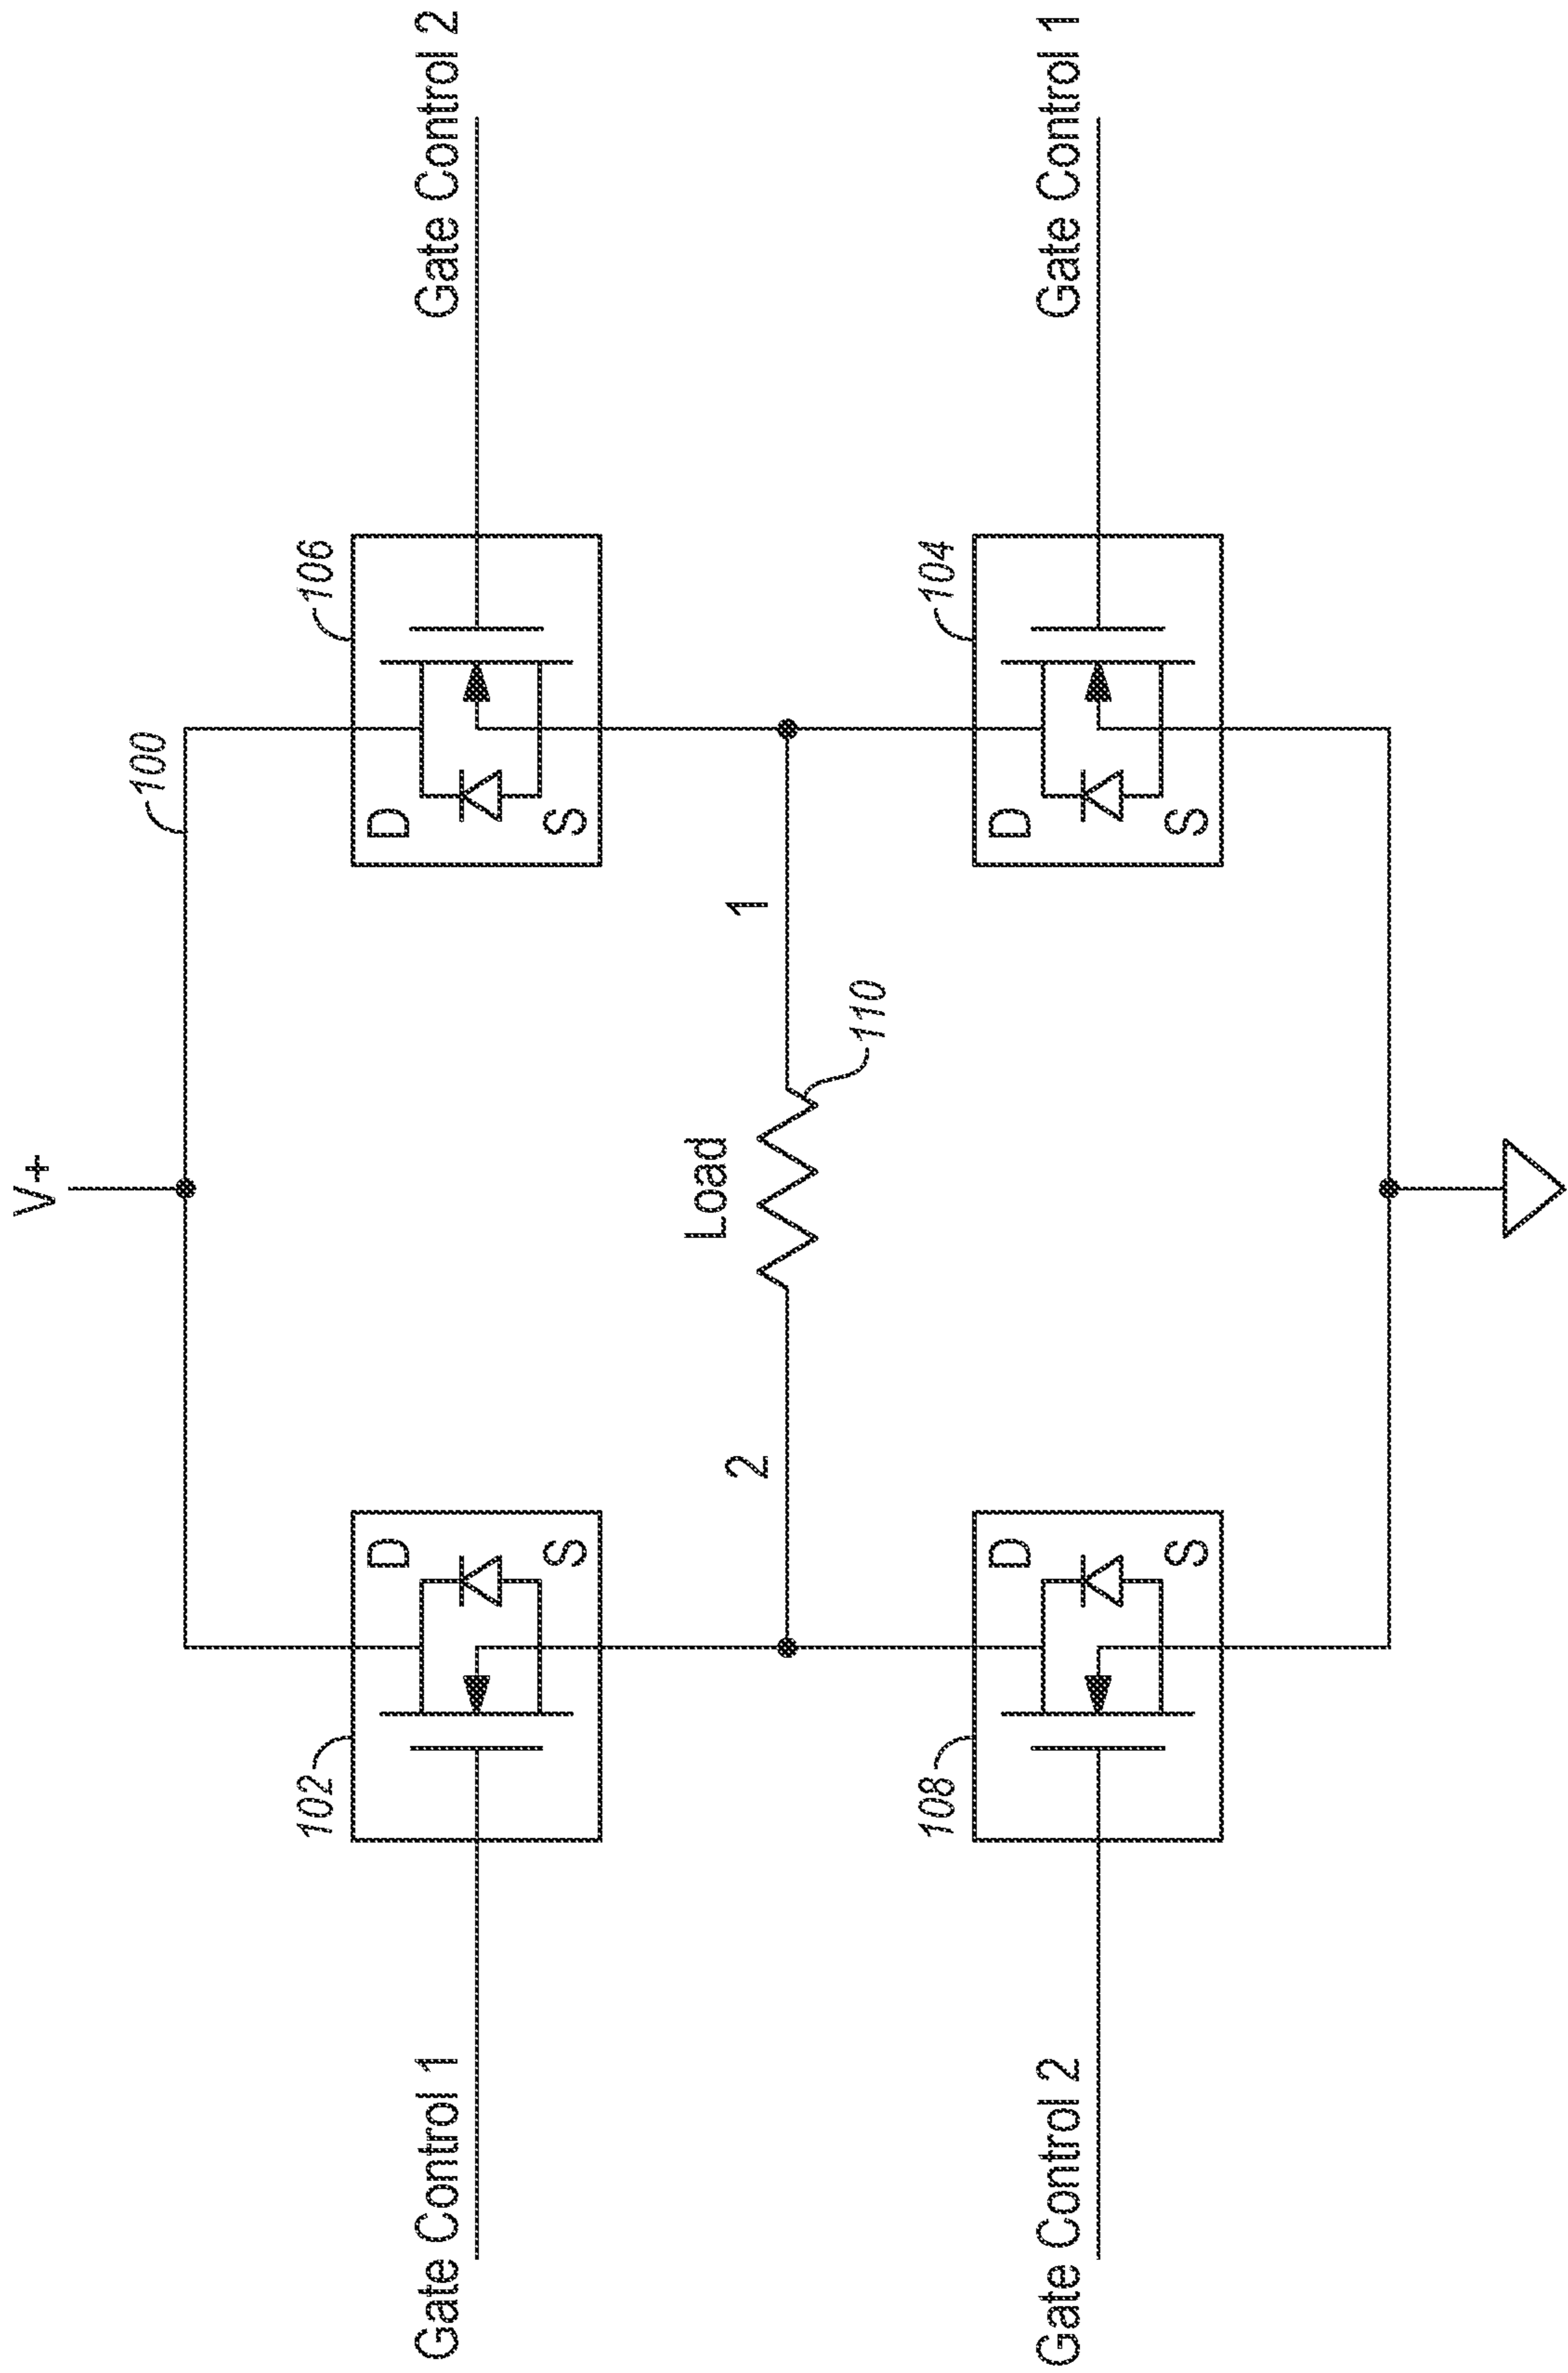 V+
100
Gate Control 1
102
D
S
106
D
S
Gate Control 2
Load
2
1
110
Gate Control 2
108
D
S
104
D
S
Gate Control 1